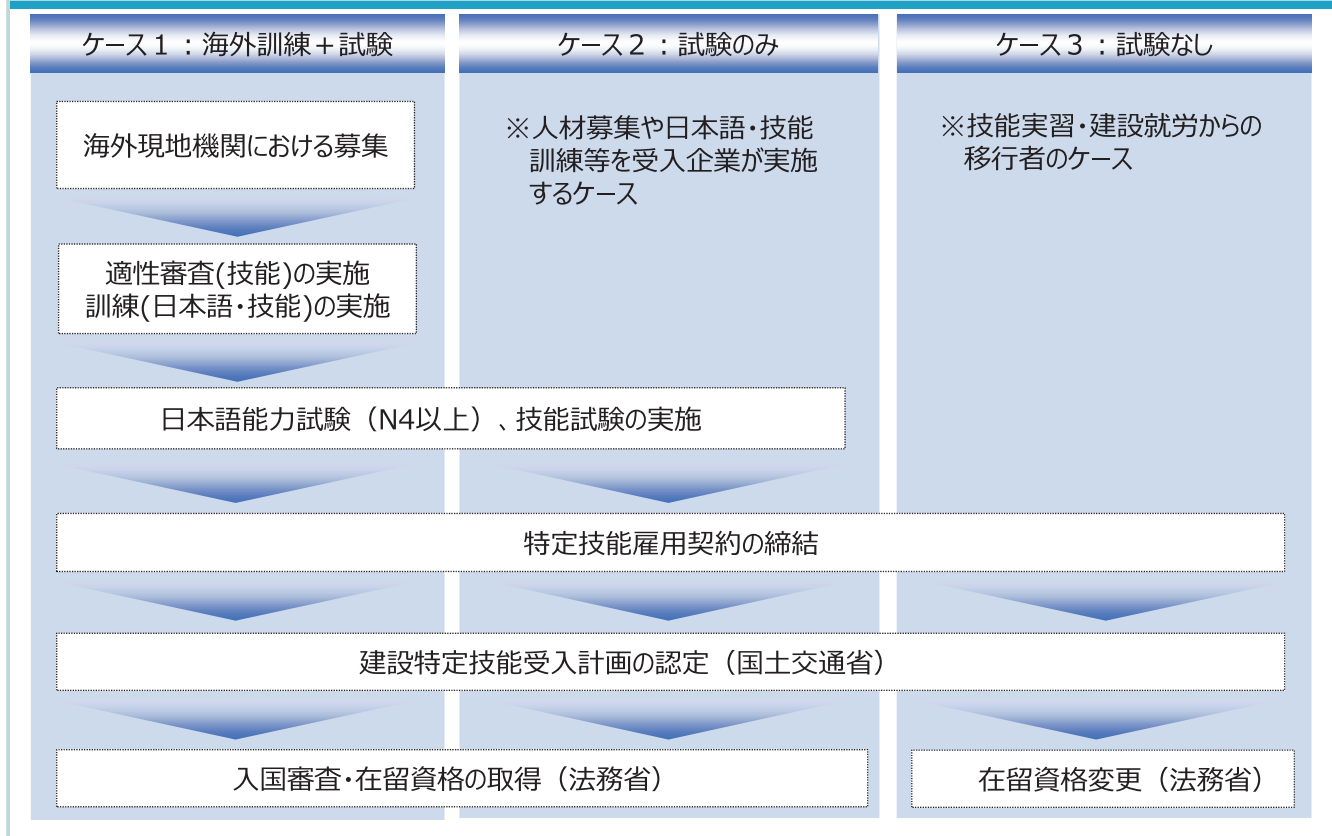 ケース1：海外訓練＋試験
ケース2：試験のみ
ケース3：試験なし
海外現地機関における募集
※人材募集や日本語・技能
訓練等を受入企業が実施
するケース
※技能実習・建設就労からの
移行者のケース
適性審査(技能)の実施
訓練(日本語・技能)の実施
日本語能力試験（N4以上）、技能試験の実施
特定技能雇用契約の締結
建設特定技能受入計画の認定（国土交通省）
入国審査・在留資格の取得（法務省）
在留資格変更（法務省）